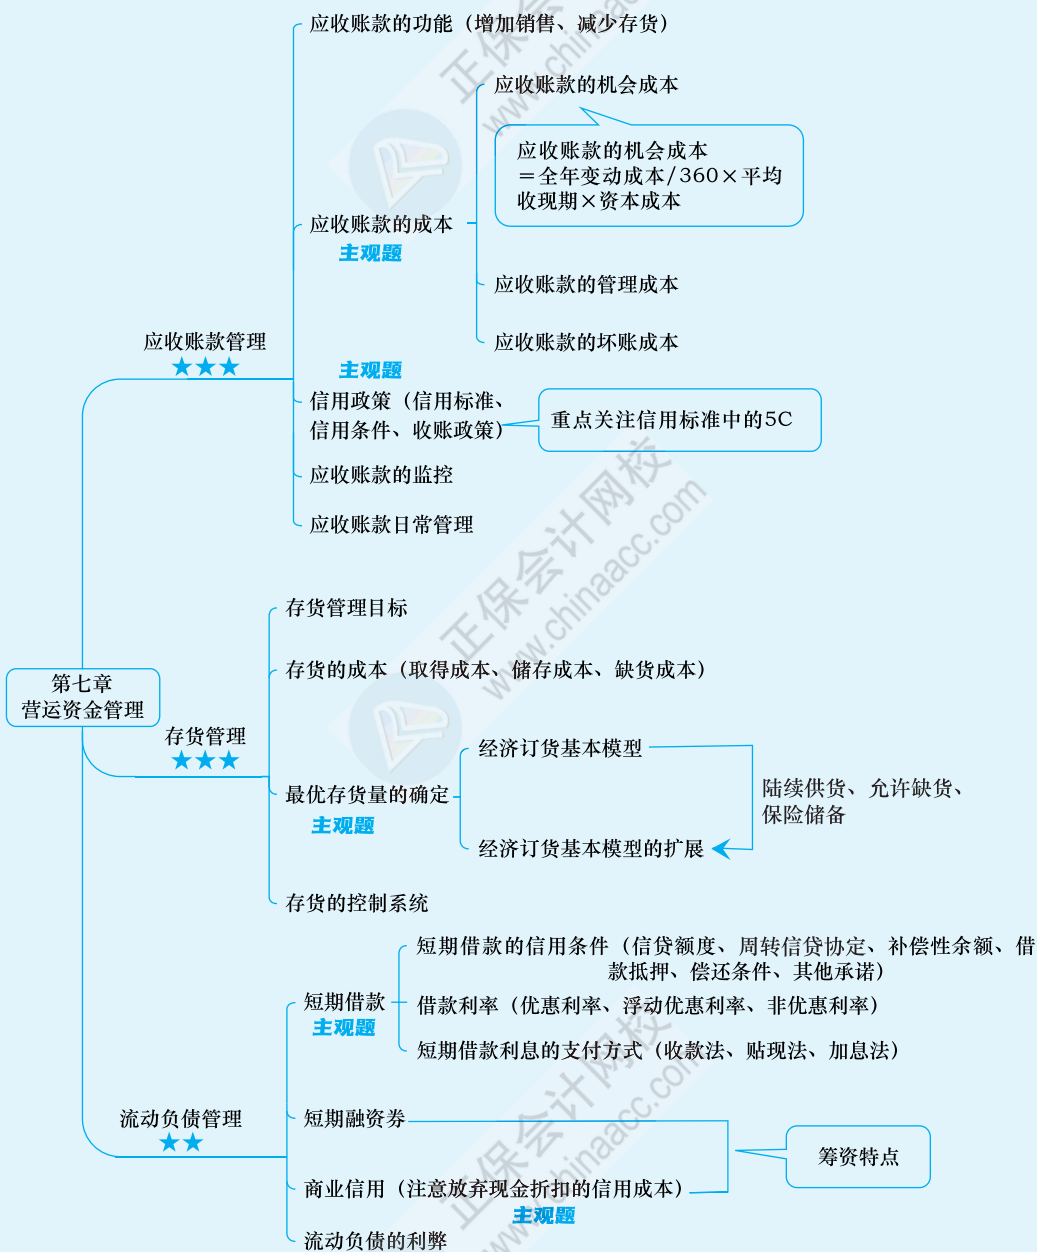 应收账款的功能（增加销售、减少存货）
应收账款的机会成本
应收账款的机会成本
＝全年变动成本/360×平均
收现期×资本成本
应收账款的成本
主观题
应收账款的管理成本
应收账款的坏账成本
应收账款管理
★★★
主观题
信用政策（信用标准、
信用条件、收账政策）
重点关注信用标准中的5C
应收账款的监控
应收账款日常管理
存货管理目标
存货的成本（取得成本、储存成本、缺货成本）
第七章
营运资金管理
存货管理
★★★
经济订货基本模型
陆续供货、允许缺货、
保险储备
最优存货量的确定
主观题
经济订货基本模型的扩展
存货的控制系统
短期借款的信用条件（信贷额度、周转信贷协定、补偿性余额、借
款抵押、偿还条件、其他承诺）
短期借款
主观题
借款利率（优惠利率、浮动优惠利率、非优惠利率）
短期借款利息的支付方式（收款法、贴现法、加息法）
流动负债管理
★★
短期融资券
筹资特点
商业信用（注意放弃现金折扣的信用成本）
主观题
流动负债的利弊
正保会计网校
www.chinaacc.com